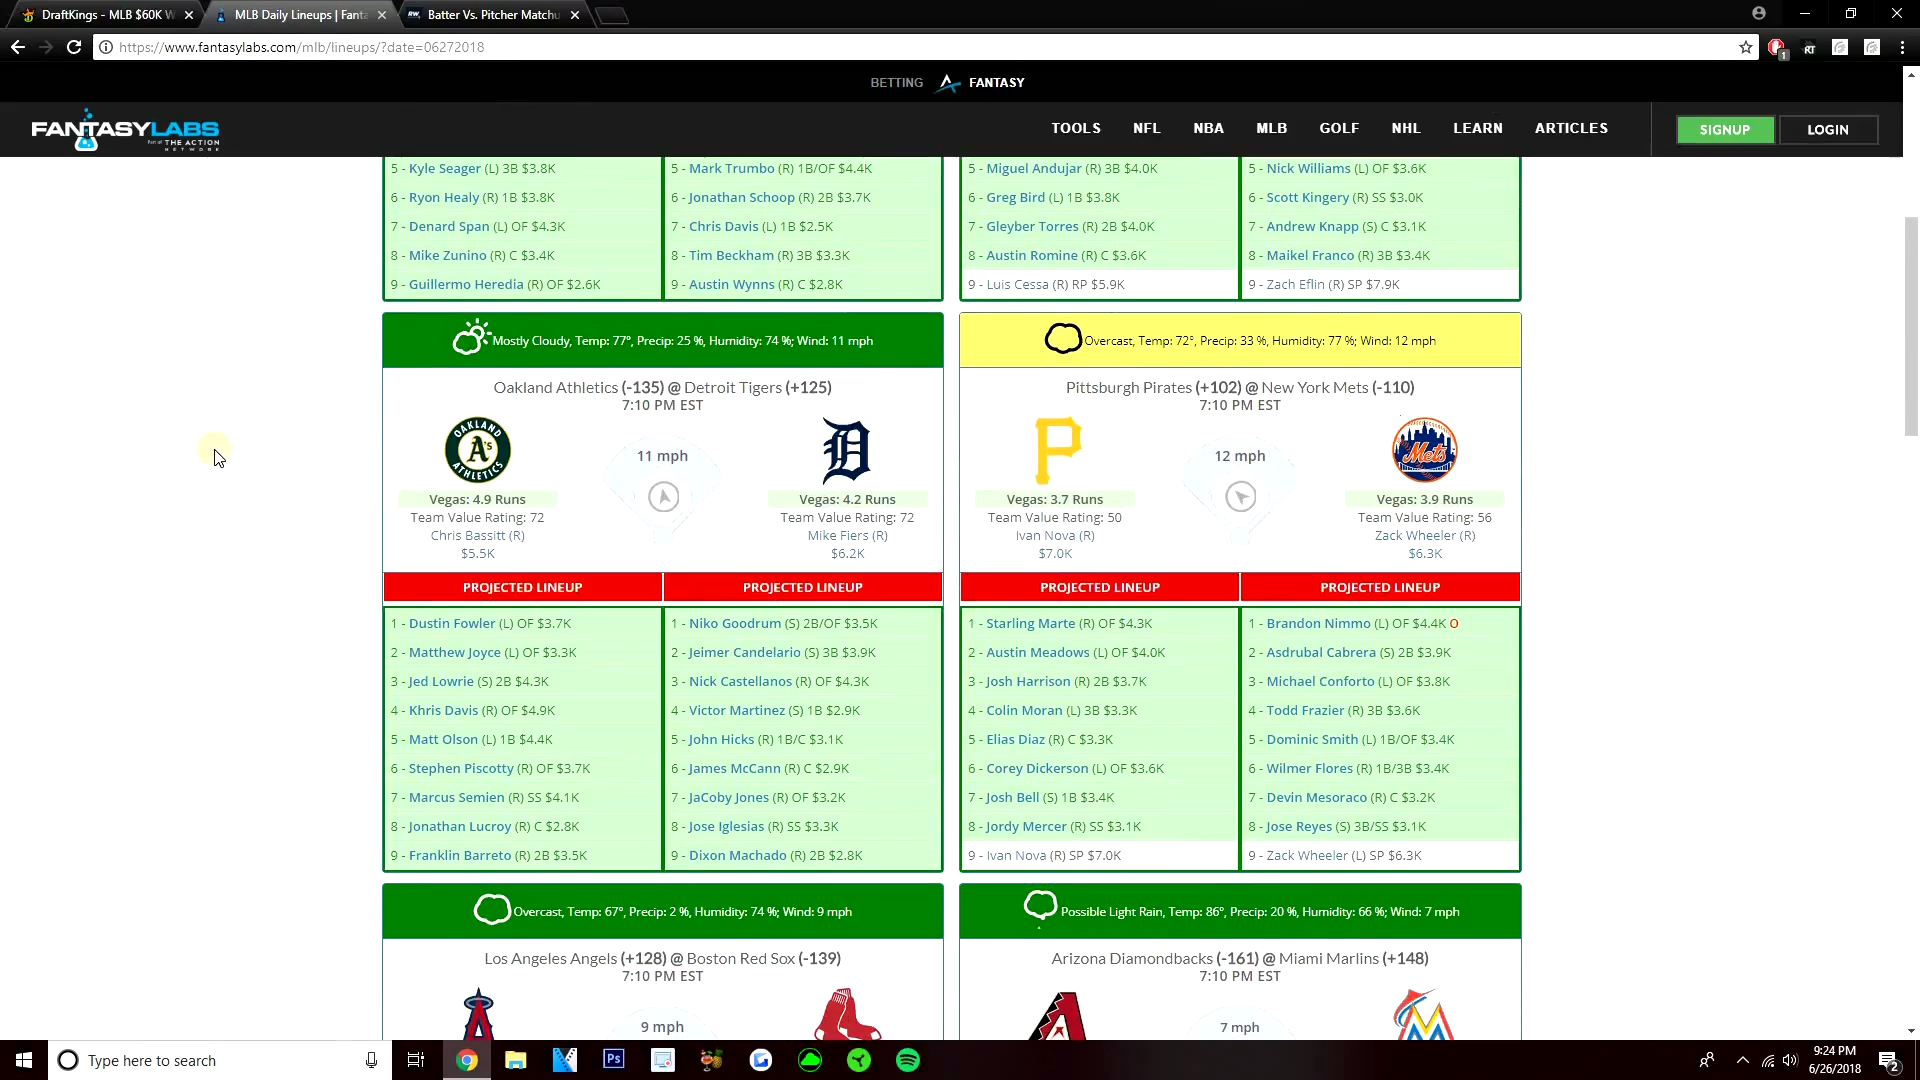 DraftKings - MLB $60K W
MLB Daily Lineups | Fanta
Batter Vs. Pitcher Matchu
https://www.fantasylabs.com/mlb/lineups/?date=06272018
BETTING FANTASY
FANTASYLABS
Part of THE ACTION NETWORK
TOOLS NFL NBA MLB GOLF NHL LEARN ARTICLES SIGNUP LOGIN
5 - Kyle Seager (L) 3B $3.8K
6 - Ryon Healy (R) 1B $3.8K
7 - Denard Span (L) OF $4.3K
8 - Mike Zunino (R) C $3.4K
9 - Guillermo Heredia (R) OF $2.6K
5 - Mark Trumbo (R) 1B/OF $4.4K
6 - Jonathan Schoop (R) 2B $3.7K
7 - Chris Davis (L) 1B $2.5K
8 - Tim Beckham (R) 3B $3.3K
9 - Austin Wynns (R) C $2.8K
5 - Miguel Andujar (R) 3B $4.0K
6 - Greg Bird (L) 1B $3.8K
7 - Gleyber Torres (R) 2B $4.0K
8 - Austin Romine (R) C $3.6K
9 - Luis Cessa (R) RP $5.9K
5 - Nick Williams (L) OF $3.6K
6 - Scott Kingery (R) SS $3.0K
7 - Andrew Knapp (S) C $3.1K
8 - Maikel Franco (R) 3B $3.4K
9 - Zach Eflin (R) SP $7.9K
Mostly Cloudy, Temp: 77°, Precip: 25 %, Humidity: 74 %; Wind: 11 mph
Oakland Athletics (-135) @ Detroit Tigers (+125)
7:10 PM EST
OAKLAND A's ATHLETICS
11 mph
D
Vegas: 4.9 Runs
Team Value Rating: 72
Chris Bassitt (R)
$5.5K
Vegas: 4.2 Runs
Team Value Rating: 72
Mike Fiers (R)
$6.2K
PROJECTED LINEUP
PROJECTED LINEUP
1 - Dustin Fowler (L) OF $3.7K
2 - Matthew Joyce (L) OF $3.3K
3 - Jed Lowrie (S) 2B $4.3K
4 - Khris Davis (R) OF $4.9K
5 - Matt Olson (L) 1B $4.4K
6 - Stephen Piscotty (R) OF $3.7K
7 - Marcus Semien (R) SS $4.1K
8 - Jonathan Lucroy (R) C $2.8K
9 - Franklin Barreto (R) 2B $3.5K
1 - Niko Goodrum (S) 2B/OF $3.5K
2 - Jeimer Candelario (S) 3B $3.9K
3 - Nick Castellanos (R) OF $4.3K
4 - Victor Martinez (S) 1B $2.9K
5 - John Hicks (R) 1B/C $3.1K
6 - James McCann (R) C $2.9K
7 - JaCoby Jones (R) OF $3.2K
8 - Jose Iglesias (R) SS $3.3K
9 - Dixon Machado (R) 2B $2.8K
Overcast, Temp: 72°, Precip: 33 %, Humidity: 77 %; Wind: 12 mph
Pittsburgh Pirates (+102) @ New York Mets (-110)
7:10 PM EST
P
12 mph
Mets
Vegas: 3.7 Runs
Team Value Rating: 50
Ivan Nova (R)
$7.0K
Vegas: 3.9 Runs
Team Value Rating: 56
Zack Wheeler (R)
$6.3K
PROJECTED LINEUP
PROJECTED LINEUP
1 - Starling Marte (R) OF $4.3K
2 - Austin Meadows (L) OF $4.0K
3 - Josh Harrison (R) 2B $3.7K
4 - Colin Moran (L) 3B $3.3K
5 - Elias Diaz (R) C $3.3K
6 - Corey Dickerson (L) OF $3.6K
7 - Josh Bell (S) 1B $3.4K
8 - Jordy Mercer (R) SS $3.1K
9 - Ivan Nova (R) SP $7.0K
1 - Brandon Nimmo (L) OF $4.4K O
2 - Asdrubal Cabrera (S) 2B $3.9K
3 - Michael Conforto (L) OF $3.8K
4 - Todd Frazier (R) 3B $3.6K
5 - Dominic Smith (L) 1B/OF $3.4K
6 - Wilmer Flores (R) 1B/3B $3.4K
7 - Devin Mesoraco (R) C $3.2K
8 - Jose Reyes (S) 3B/SS $3.1K
9 - Zack Wheeler (L) SP $6.3K
Overcast, Temp: 67°, Precip: 2 %, Humidity: 74 %; Wind: 9 mph
Los Angeles Angels (+128) @ Boston Red Sox (-139)
7:10 PM EST
9 mph
Possible Light Rain, Temp: 86°, Precip: 20 %, Humidity: 66 %; Wind: 7 mph
Arizona Diamondbacks (-161) @ Miami Marlins (+148)
7:10 PM EST
7 mph
Type here to search
Ps
9:24 PM
6/26/2018
2